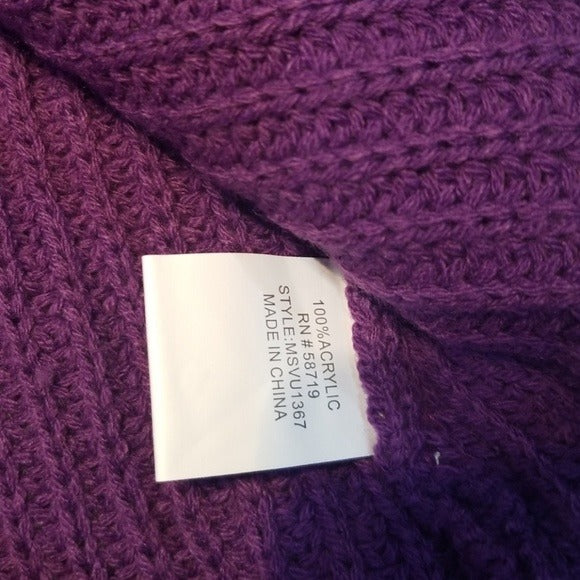 100%ACRYLIC
RN#58719
STYLE:MSVU1367
MADE IN CHINA